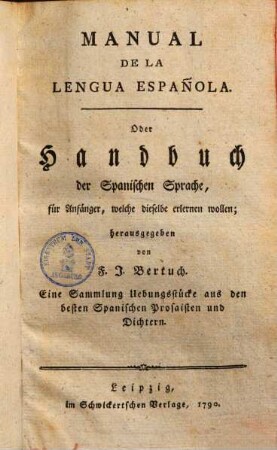 MANUAL
DE LA
LENGUA ESPAÑOLA.
Oder
Handbuch
der Spanischen Sprache,
für Anfänger, welche dieselbe erlernen wollen;
herausgegeben
von
F. J. Bertuch.
Eine Sammlung Uebungsstücke aus den
besten Spanischen Prosaisten und
Dichtern.
Leipzig,
im Schwickertschen Verlage, 1790.